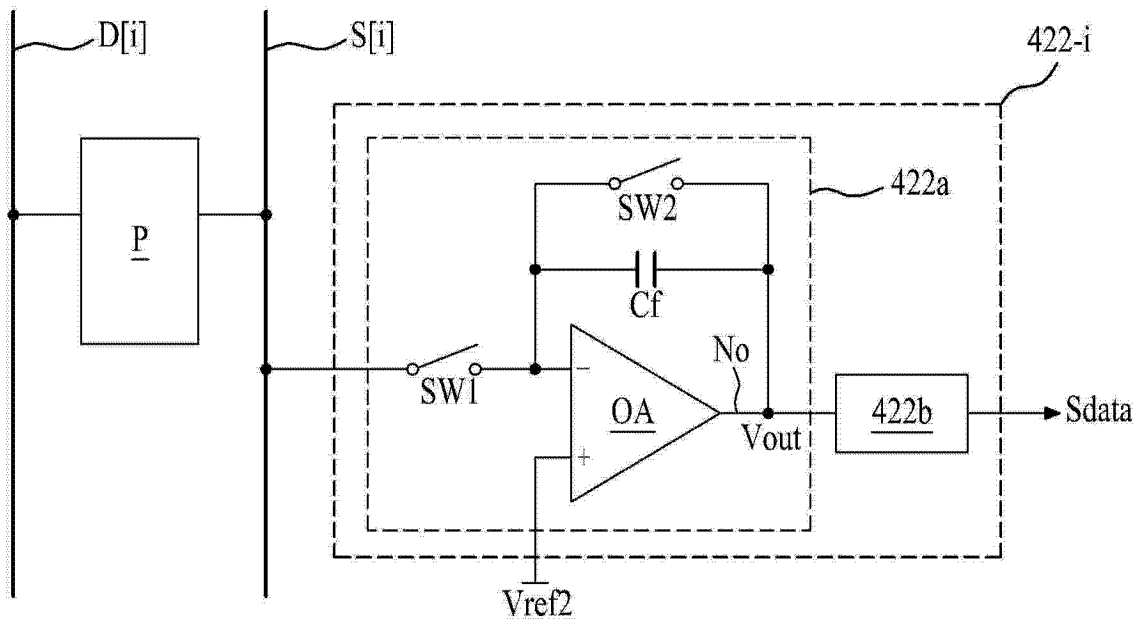 D[i]
S[i]
422-i
422a
SW2
P
Cf
SW1
−
No
OA
422b
Sdata
Vout
+
Vref2